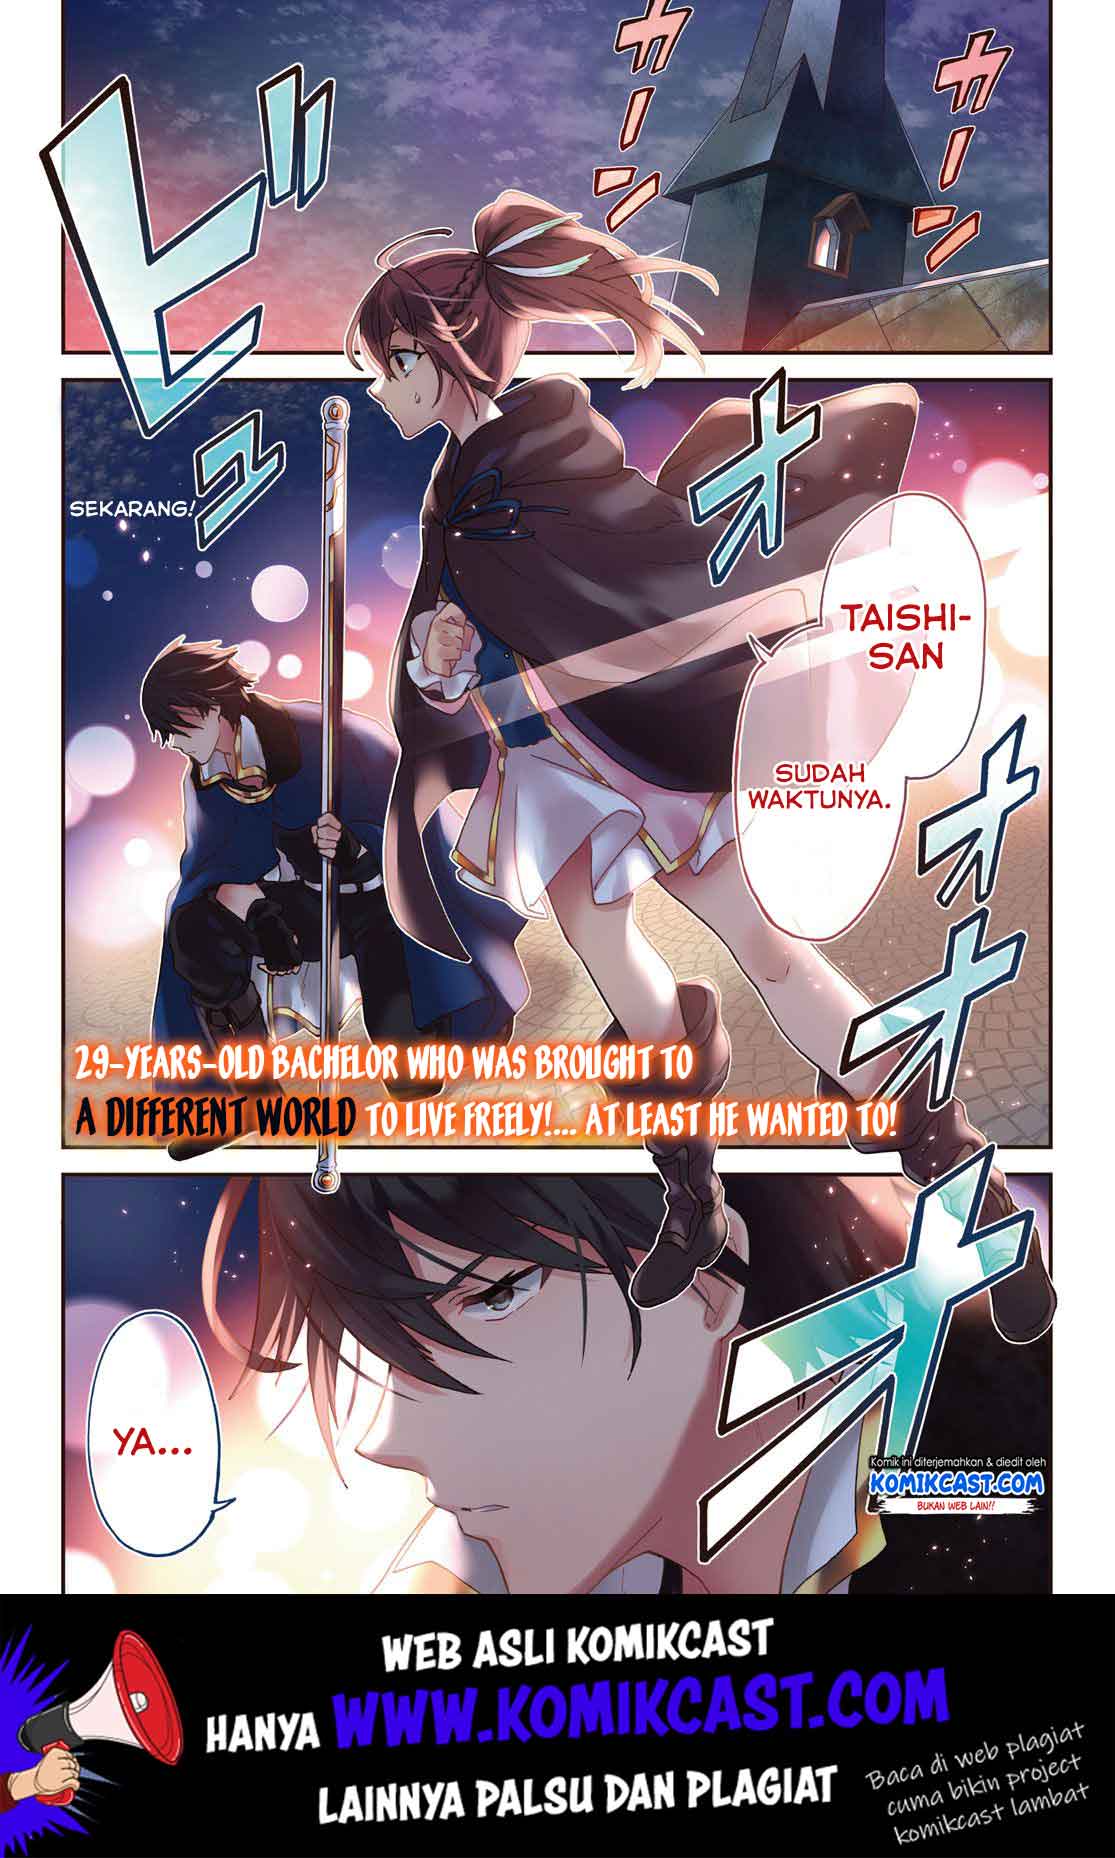 カーン
カーン
ビュオオオオ
SEKARANG!
TAISHI-
SAN
SUDAH
WAKTUNYA.
29-YEARS-OLD BACHELOR WHO WAS BROUGHT TO
A DIFFERENT WORLD TO LIVE FREELY!... AT LEAST HE WANTED TO!
YA...
Komik ini diterjemahkan & diedit oleh
KOMIKCAST.COM
BUKAN WEB LAIN!!
WEB ASLI KOMIKCAST
HANYA WWW.KOMIKCAST.COM
LAINNYA PALSU DAN PLAGIAT
Baca di web plagiat
cuma bikin project
komikcast lambat